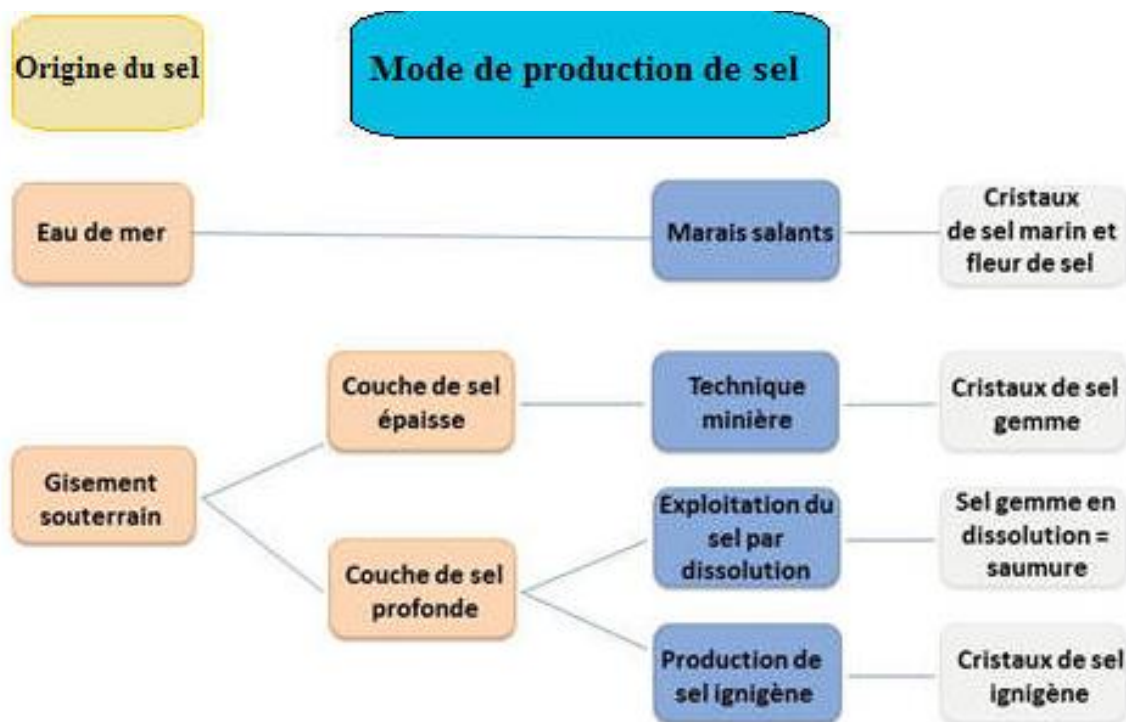 Origine du sel
Mode de production de sel
Eau de mer
Marais salants
Cristaux
de sel marin et
fleur de sel
Gisement
souterrain
Couche de sel
épaisse
Technique
minière
Cristaux de sel
gemme
Couche de sel
profonde
Exploitation du
sel par
dissolution
Sel gemme en
dissolution =
saumure
Production de
sel ignigène
Cristaux de sel
ignigène